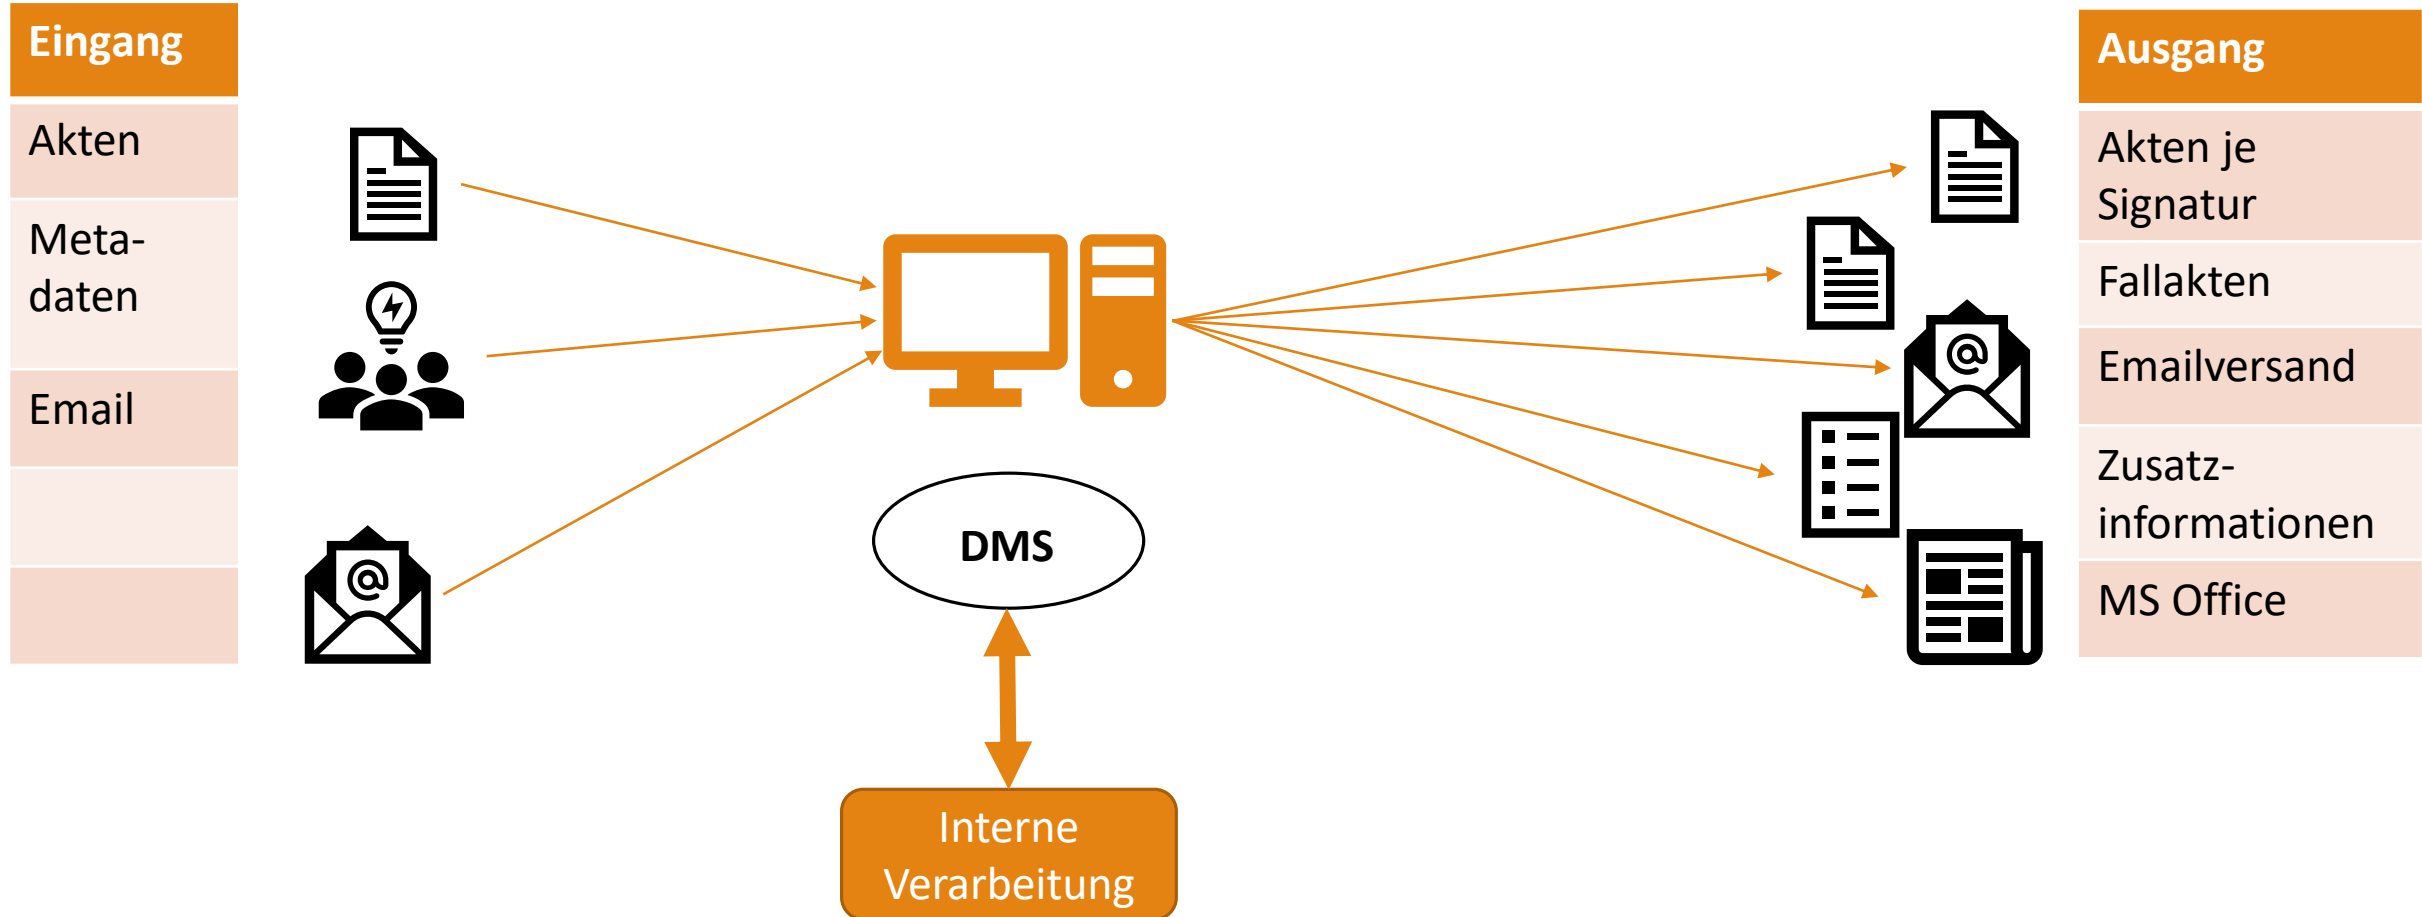 Eingang
Akten
Meta-
daten
Email
DMS
Interne
Verarbeitung
Ausgang
Akten je
Signatur
Fallakten
Emailversand
Zusatz-
informationen
MS Office